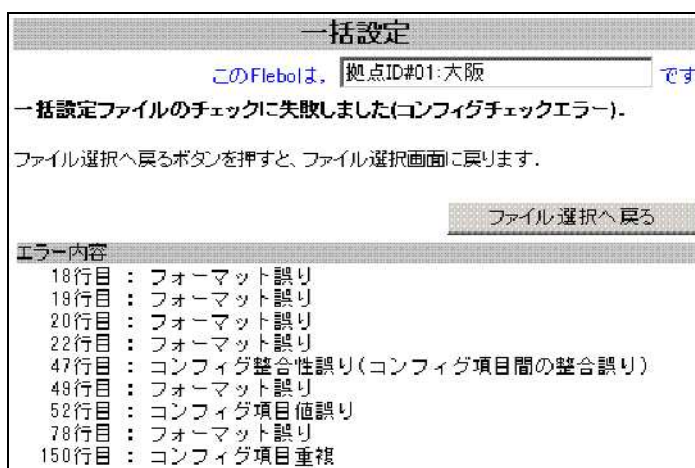 一括設定
このFlebolは、 拠点ID#01:大阪 です
一括設定ファイルのチェックに失敗しました(コンフィグチェックエラー).
ファイル選択へ戻るボタンを押すと、ファイル選択画面に戻ります.
ファイル選択へ戻る
エラー内容
18行目 : フォーマット誤り
19行目 : フォーマット誤り
20行目 : フォーマット誤り
22行目 : フォーマット誤り
47行目 : コンフィグ整合性誤り(コンフィグ項目間の整合誤り)
49行目 : フォーマット誤り
52行目 : コンフィグ項目値誤り
78行目 : フォーマット誤り
150行目 : コンフィグ項目重複